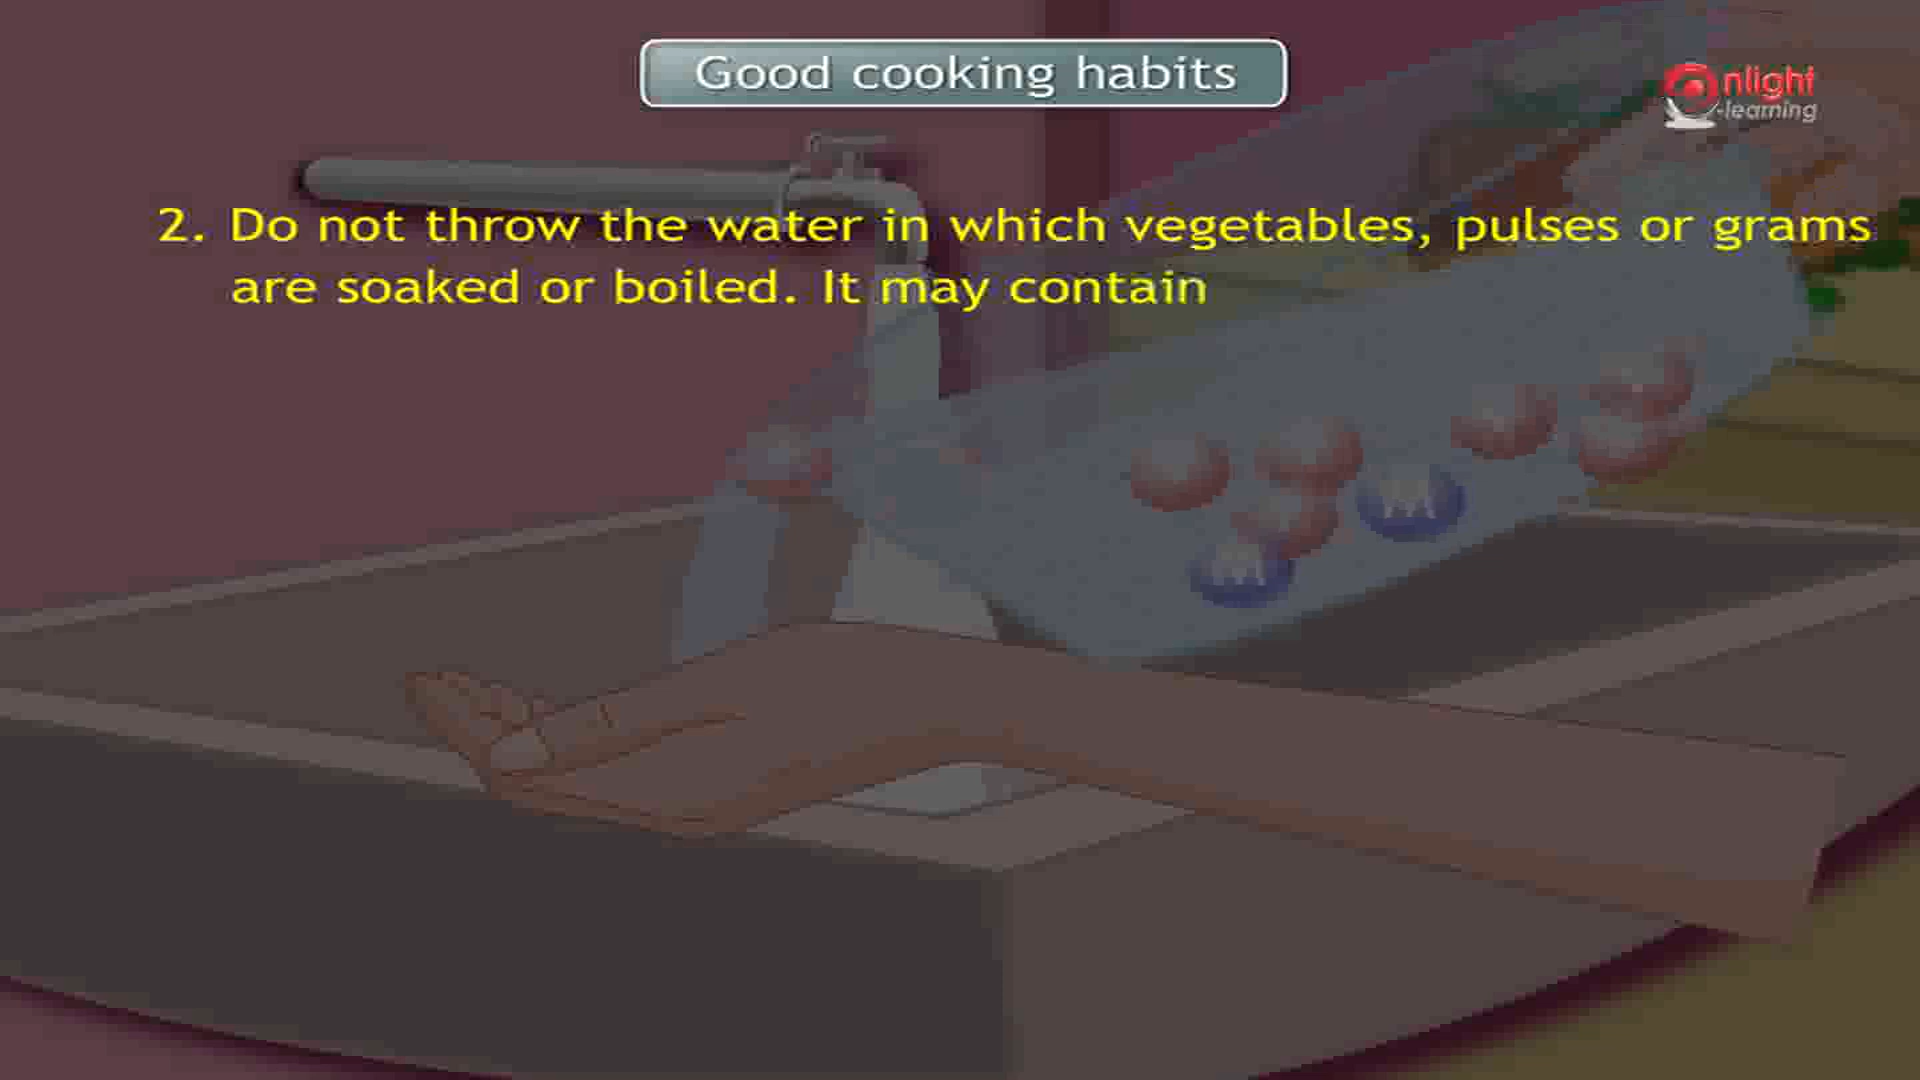 Good cooking habits
nlight
-learning
2. Do not throw the water in which vegetables, pulses or grams
are soaked or boiled. It may contain